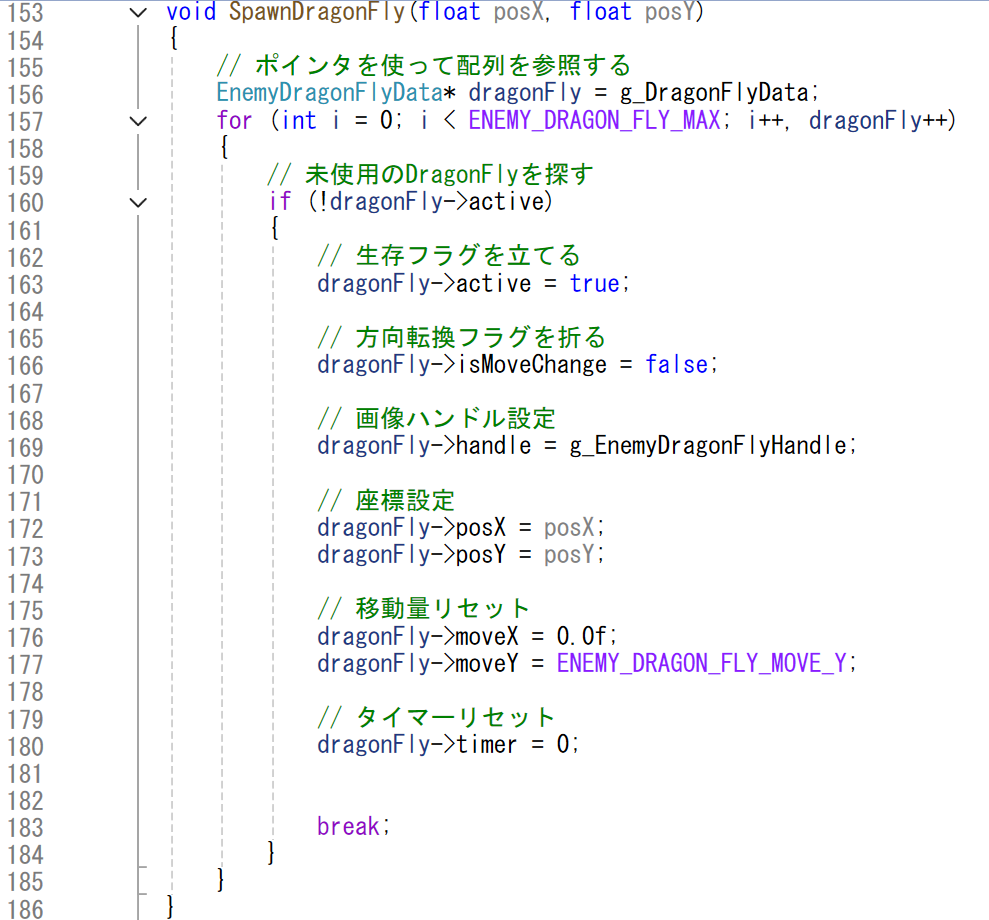 153 void SpawnDragonFly(float posX, float posY)
154 {
155 // ポインタを使って配列を参照する
156 EnemyDragonFlyData* dragonFly = g_DragonFlyData;
157 for (int i = 0; i < ENEMY_DRAGON_FLY_MAX; i++, dragonFly++)
158 {
159 // 未使用のDragonFlyを探す
160 if (!dragonFly->active)
161 {
162 // 生存フラグを立てる
163 dragonFly->active = true;
164
165 // 方向転換フラグを折る
166 dragonFly->isMoveChange = false;
167
168 // 画像ハンドル設定
169 dragonFly->handle = g_EnemyDragonFlyHandle;
170
171 // 座標設定
172 dragonFly->posX = posX;
173 dragonFly->posY = posY;
174
175 // 移動量リセット
176 dragonFly->moveX = 0.0f;
177 dragonFly->moveY = ENEMY_DRAGON_FLY_MOVE_Y;
178
179 // タイマーリセット
180 dragonFly->timer = 0;
181
182
183 break;
184 }
185 }
186 }